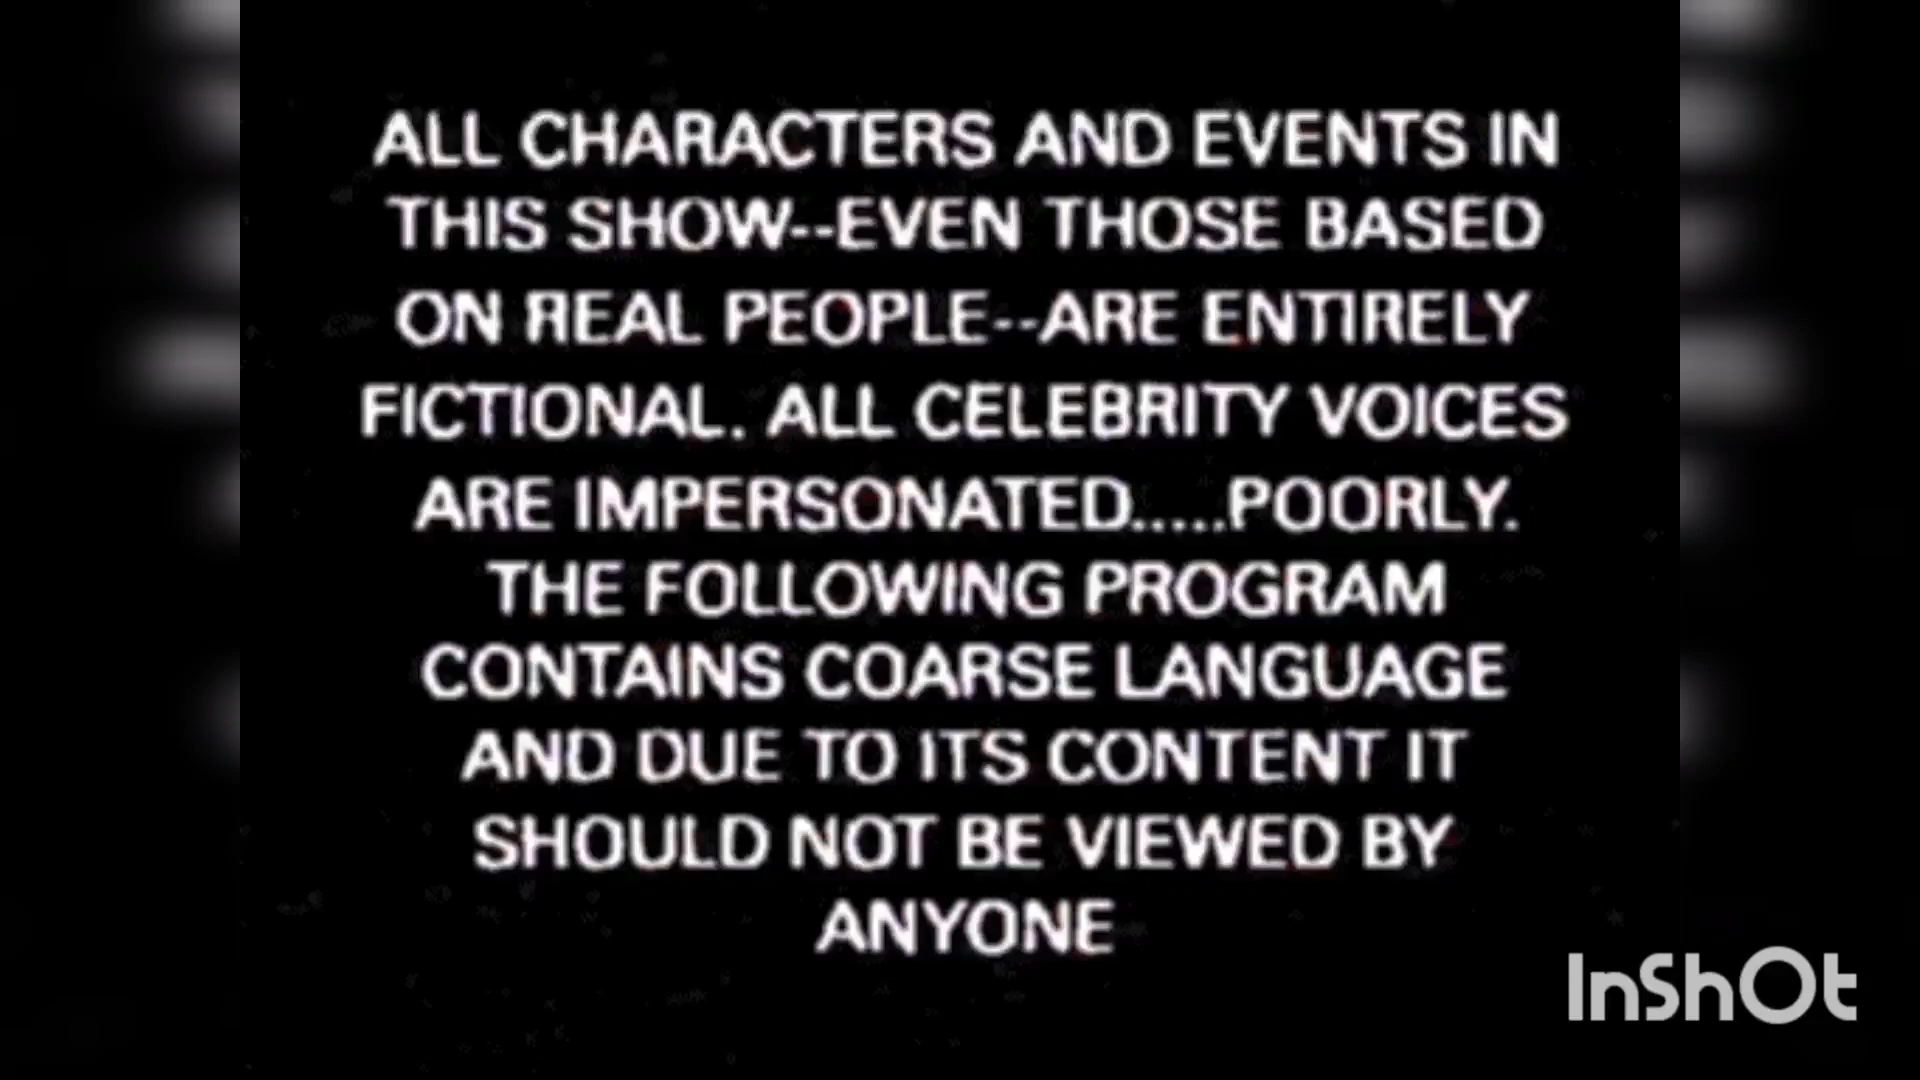 ALL CHARACTERS AND EVENTS IN
THIS SHOW--EVEN THOSE BASED
ON REAL PEOPLE--ARE ENTIRELY
FICTIONAL. ALL CELEBRITY VOICES
ARE IMPERSONATED.....POORLY.
THE FOLLOWING PROGRAM
CONTAINS COARSE LANGUAGE
AND DUE TO ITS CONTENT IT
SHOULD NOT BE VIEWED BY
ANYONE
InShOt